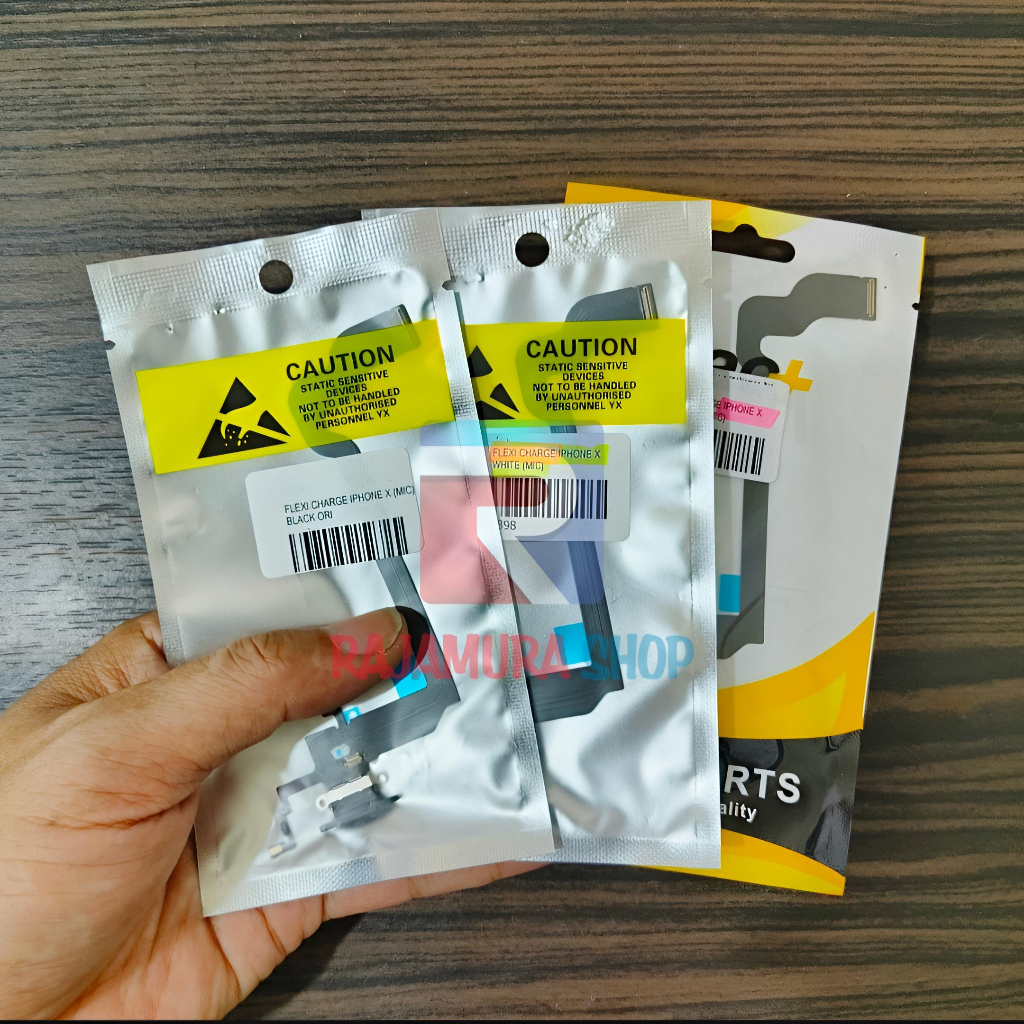 CAUTION
STATIC SENSITIVE
DEVICES
NOT TO BE HANDLED
BY UNAUTHORISED
PERSONNEL YX
FLEXI CHARGE IPHONE X (MIC)
BLACK ORI
CAUTION
STATIC SENSITIVE
DEVICES
NOT TO BE HANDLED
BY UNAUTHORISED
PERSONNEL YX
FLEXI CHARGE IPHONE X
WHITE (MIC)
398
IPHONE X
RTS
ality
R
RAJAMURA SHOP